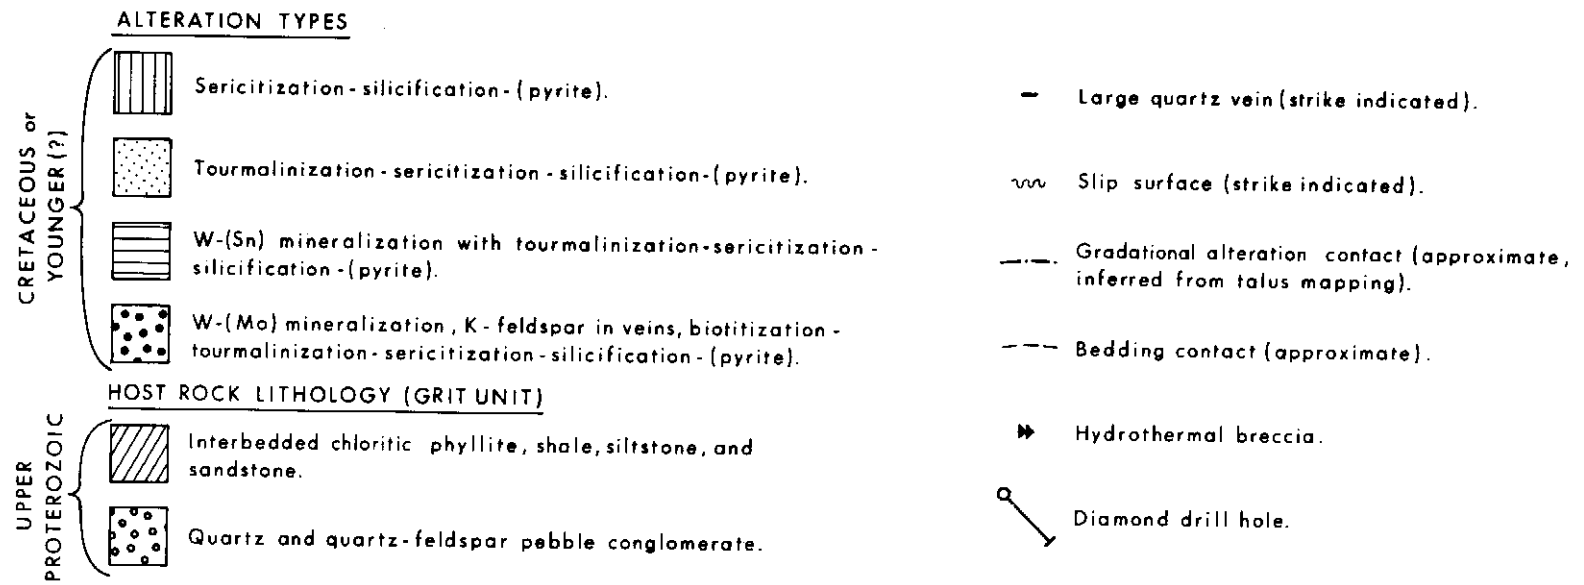 ALTERATION TYPES
CRETACEOUS or
YOUNGER(?)
Sericitization-silicification-(pyrite).
Tourmalinization-sericitization-silicification-(pyrite).
W-(Sn) mineralization with tourmalinization-sericitization-
silicification-(pyrite).
W-(Mo) mineralization, K-feldspar in veins, biotitization-
tourmalinization-sericitization-silicification-(pyrite).
HOST ROCK LITHOLOGY (GRIT UNIT)
UPPER
PROTEROZOIC
Interbedded chloritic phyllite, shale, siltstone, and
sandstone.
Quartz and quartz-feldspar pebble conglomerate.
Large quartz vein (strike indicated).
Slip surface (strike indicated).
Gradational alteration contact (approximate,
inferred from talus mapping).
Bedding contact (approximate).
Hydrothermal breccia.
Diamond drill hole.